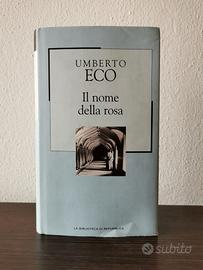 UMBERTO
ECO
Il nome
della rosa
LA BIBLIOTECA DI REPUBBLICA
subito